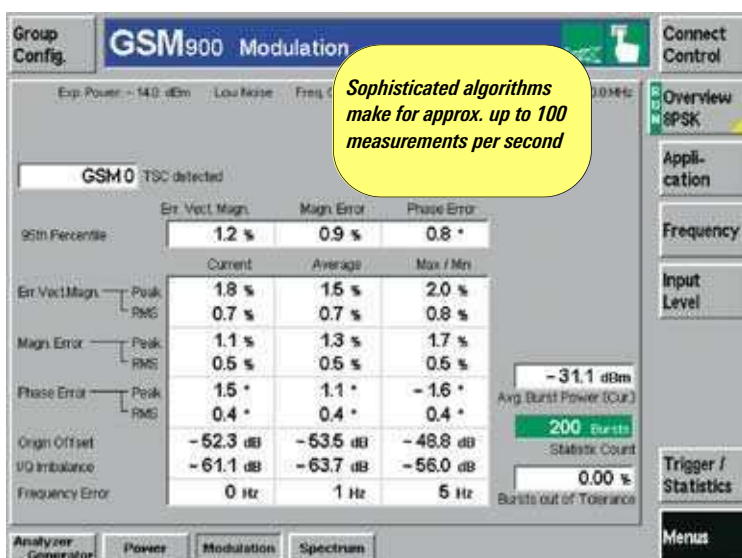 Group Config.
GSM900 Modulation
Connect Control
Sophisticated algorithms
make for approx. up to 100
measurements per second
Exp. Power: - 14.0 dBm Low Noise Freq.
Overview 8PSK
Appli-
cation
GSM 0 TSC detected
Err. Vect. Magn. Magn. Error Phase Error
95th Percentile 1.2 % 0.9 % 0.8 °
Frequency
Current Average Max / Min
Input Level
Err. Vect.Magn. Peak 1.8 % 1.5 % 2.0 %
RMS 0.7 % 0.7 % 0.8 %
Magn. Error Peak 1.1 % 1.3 % 1.7 %
RMS 0.5 % 0.5 % 0.5 %
Phase Error Peak 1.5 ° 1.1 ° - 1.6 °
RMS 0.4 ° 0.4 ° 0.4 °
- 31.1 dBm
Avg. Burst Power (Cur.)
Origin Offset - 52.3 dB - 53.5 dB - 48.8 dB
200 Bursts
Statistic Count
I/Q Imbalance - 61.1 dB - 63.7 dB - 56.0 dB
Frequency Error 0 Hz 1 Hz 5 Hz
0.00 %
Bursts out of Tolerance
Trigger / Statistics
Analyzer Generator
Power
Modulation
Spectrum
Menus